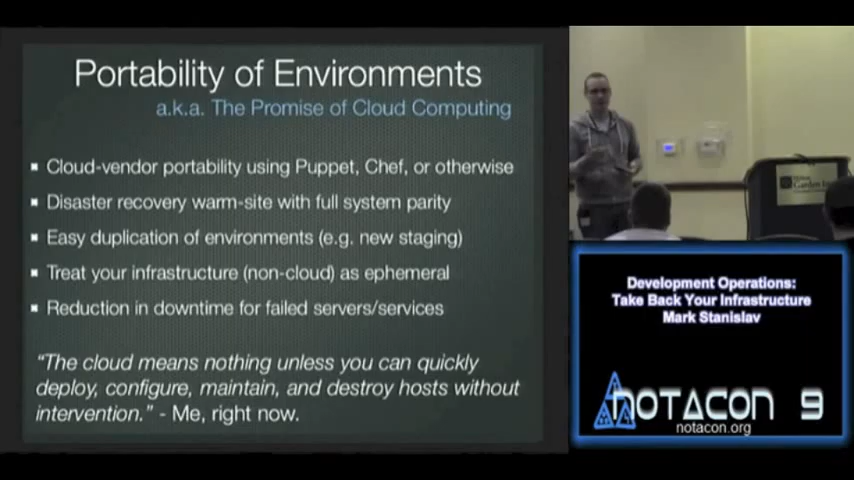 Portability of Environments
a.k.a. The Promise of Cloud Computing
Cloud-vendor portability using Puppet, Chef, or otherwise
Disaster recovery warm-site with full system parity
Easy duplication of environments (e.g. new staging)
Treat your infrastructure (non-cloud) as ephemeral
Reduction in downtime for failed servers/services
“The cloud means nothing unless you can quickly
deploy, configure, maintain, and destroy hosts without
intervention.” - Me, right now.
Garden Inn
Development Operations:
Take Back Your Infrastructure
Mark Stanislav
NOTACON 9
notacon.org